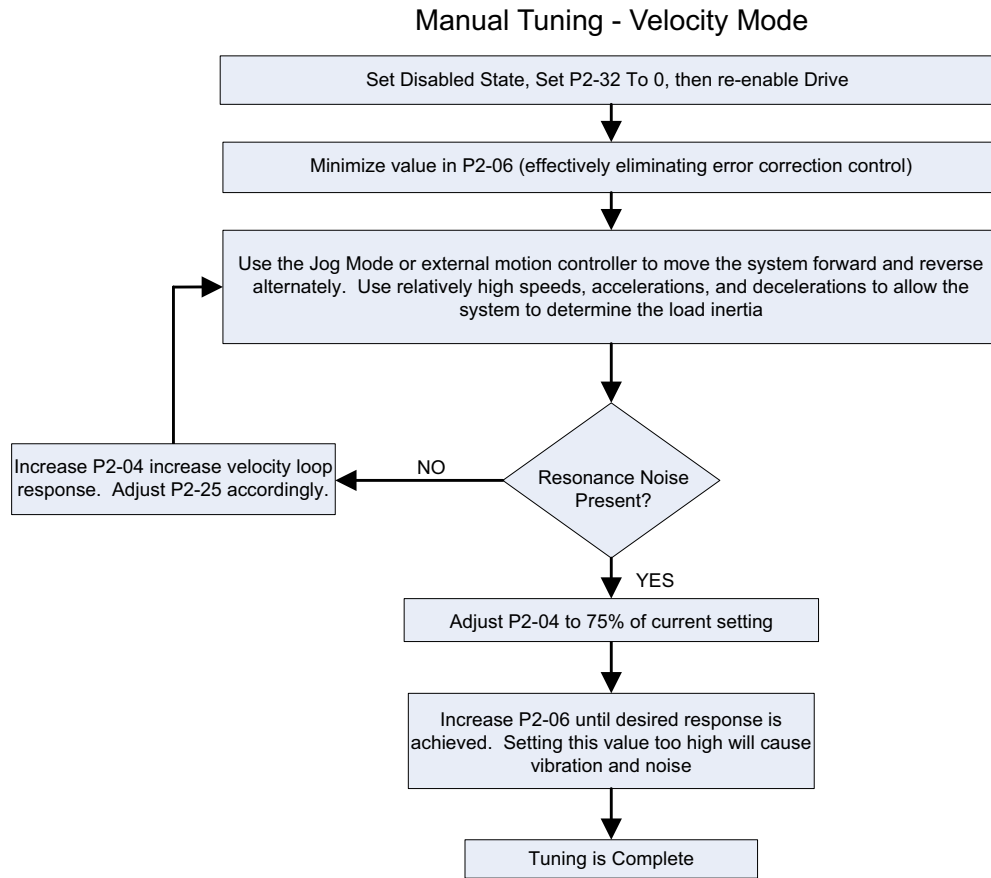 Manual Tuning - Velocity Mode
Set Disabled State, Set P2-32 To 0, then re-enable Drive
Minimize value in P2-06 (effectively eliminating error correction control)
Use the Jog Mode or external motion controller to move the system forward and reverse
alternately.  Use relatively high speeds, accelerations, and decelerations to allow the
system to determine the load inertia
Resonance Noise
Present?
NO
Increase P2-04 increase velocity loop
response.  Adjust P2-25 accordingly.
YES
Adjust P2-04 to 75% of current setting
Increase P2-06 until desired response is
achieved.  Setting this value too high will cause
vibration and noise
Tuning is Complete